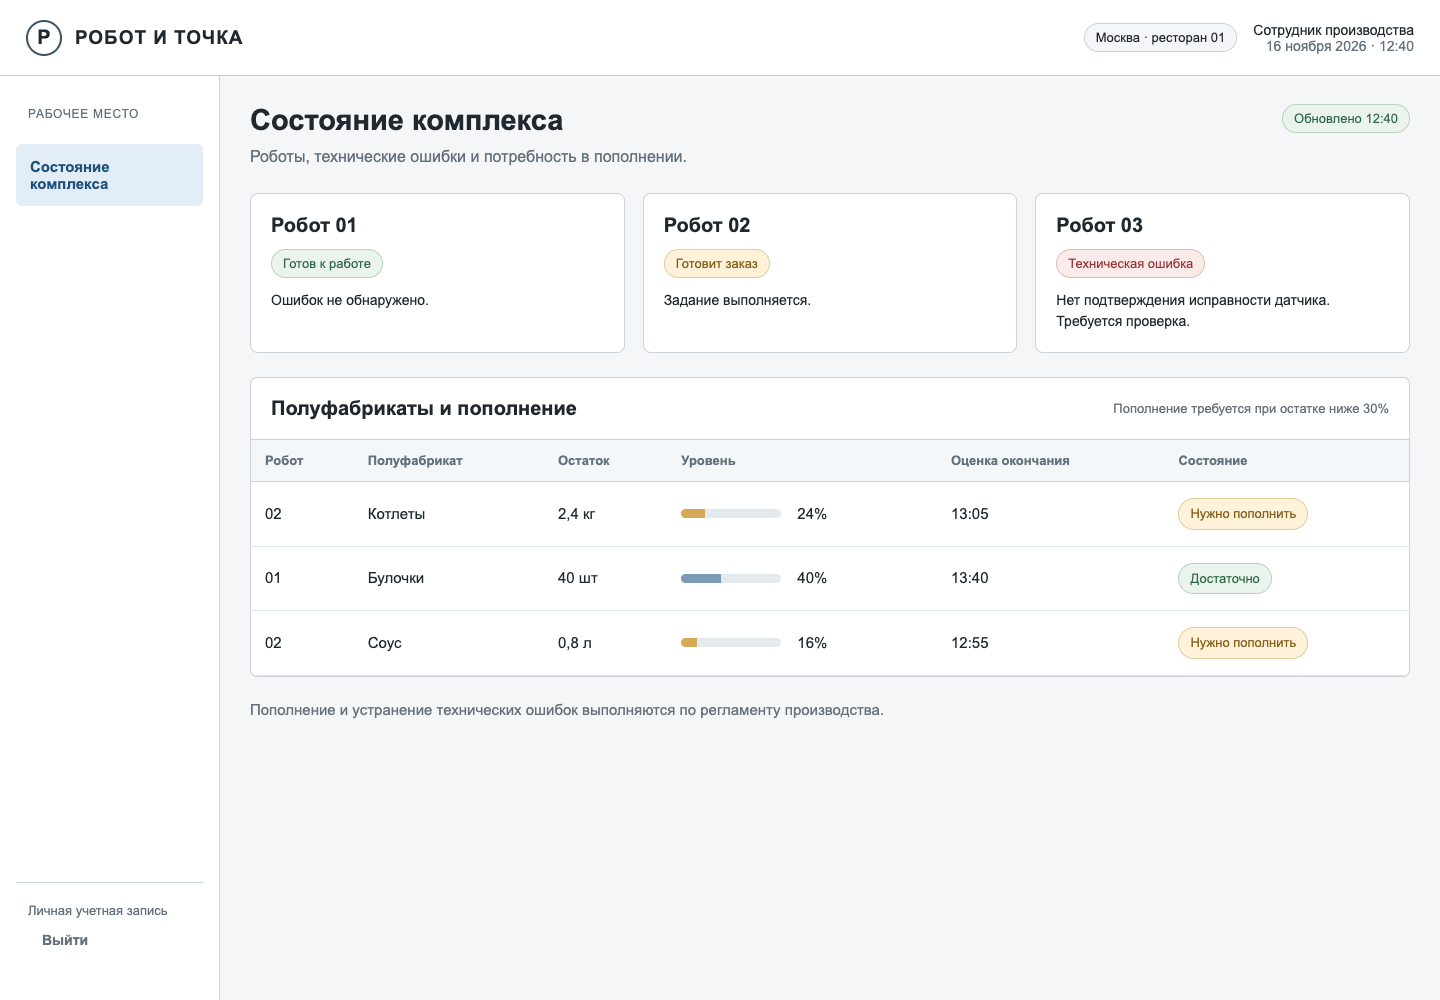 Р РОБОТ И ТОЧКА
Москва · ресторан 01
Сотрудник производства
16 ноября 2026 · 12:40
РАБОЧЕЕ МЕСТО
Состояние
комплекса
Состояние комплекса
Обновлено 12:40
Роботы, технические ошибки и потребность в пополнении.
Робот 01
Готов к работе
Ошибок не обнаружено.
Робот 02
Готовит заказ
Задание выполняется.
Робот 03
Техническая ошибка
Нет подтверждения исправности датчика.
Требуется проверка.
Полуфабрикаты и пополнение
Пополнение требуется при остатке ниже 30%
Робот Полуфабрикат Остаток Уровень Оценка окончания Состояние
02 Котлеты 2,4 кг 24% 13:05 Нужно пополнить
01 Булочки 40 шт 40% 13:40 Достаточно
02 Соус 0,8 л 16% 12:55 Нужно пополнить
Пополнение и устранение технических ошибок выполняются по регламенту производства.
Личная учетная запись
Выйти